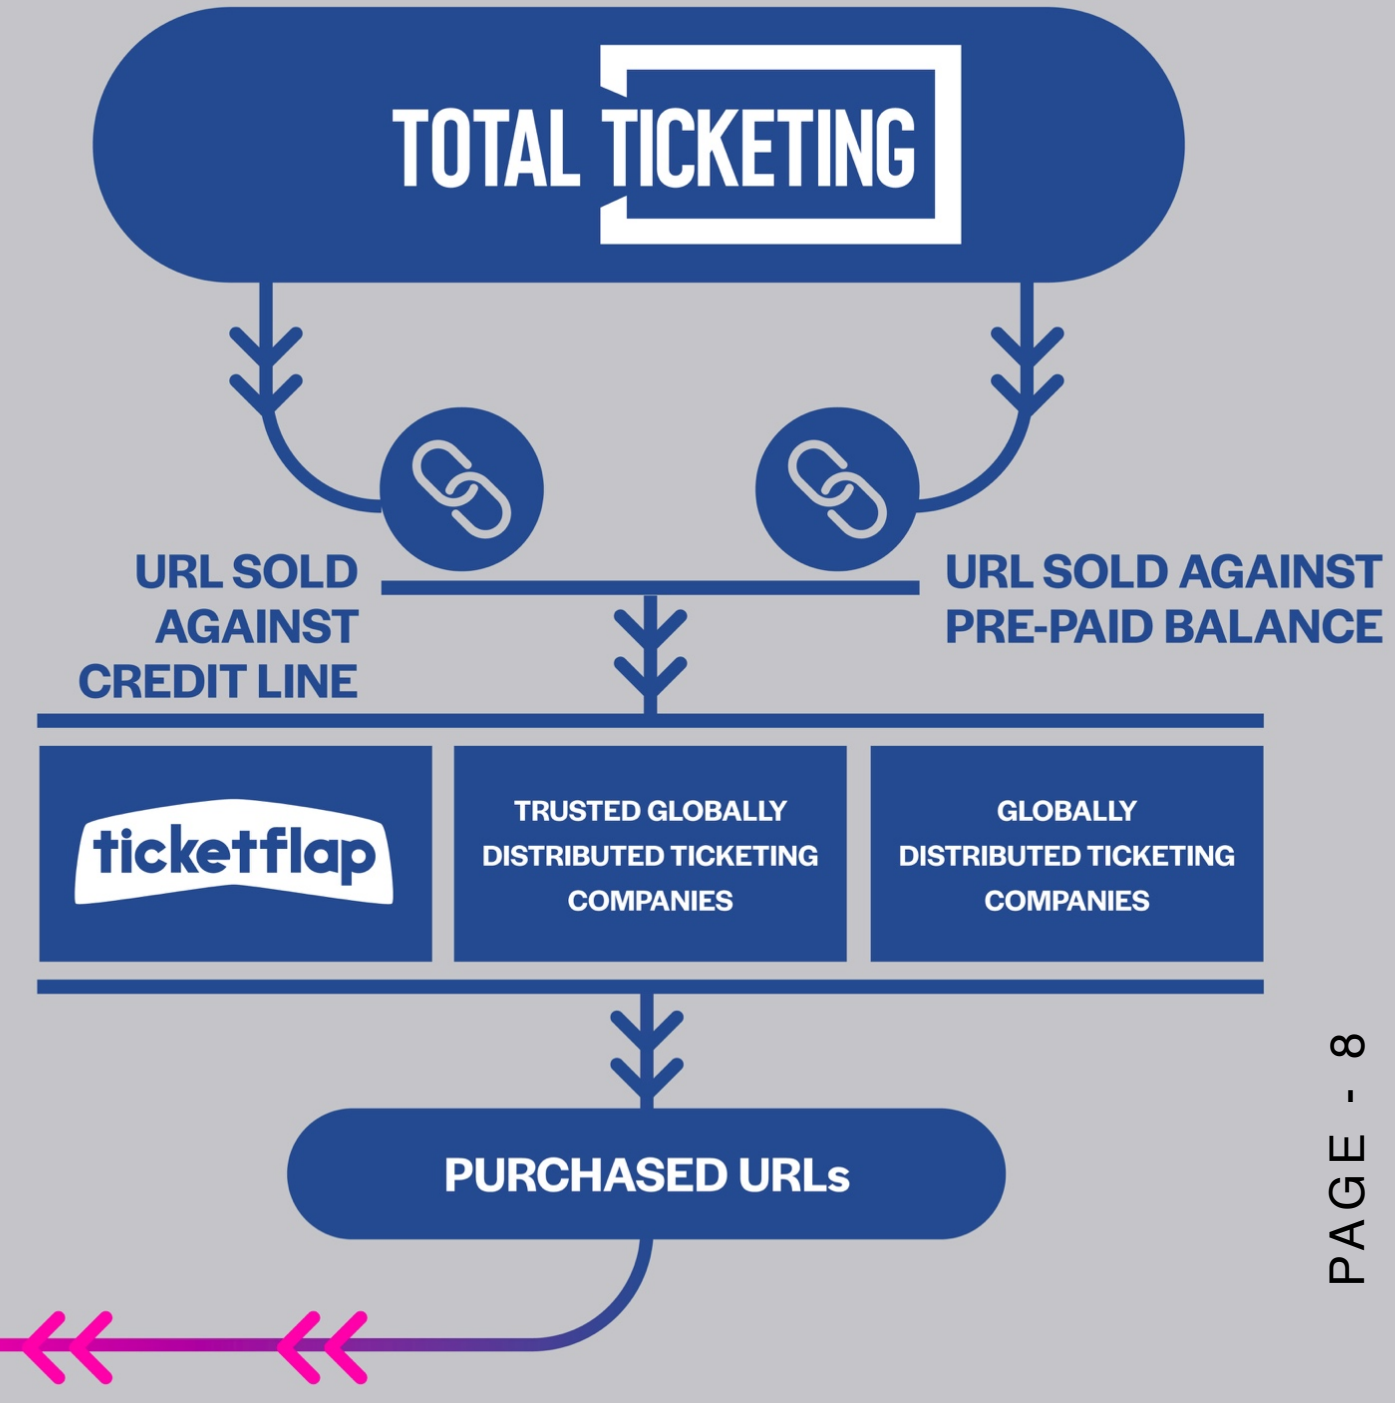 TOTAL TICKETING
URL SOLD
AGAINST
CREDIT LINE
URL SOLD AGAINST
PRE-PAID BALANCE
ticketflap
TRUSTED GLOBALLY
DISTRIBUTED TICKETING
COMPANIES
GLOBALLY
DISTRIBUTED TICKETING
COMPANIES
PURCHASED URLs
PAGE - 8